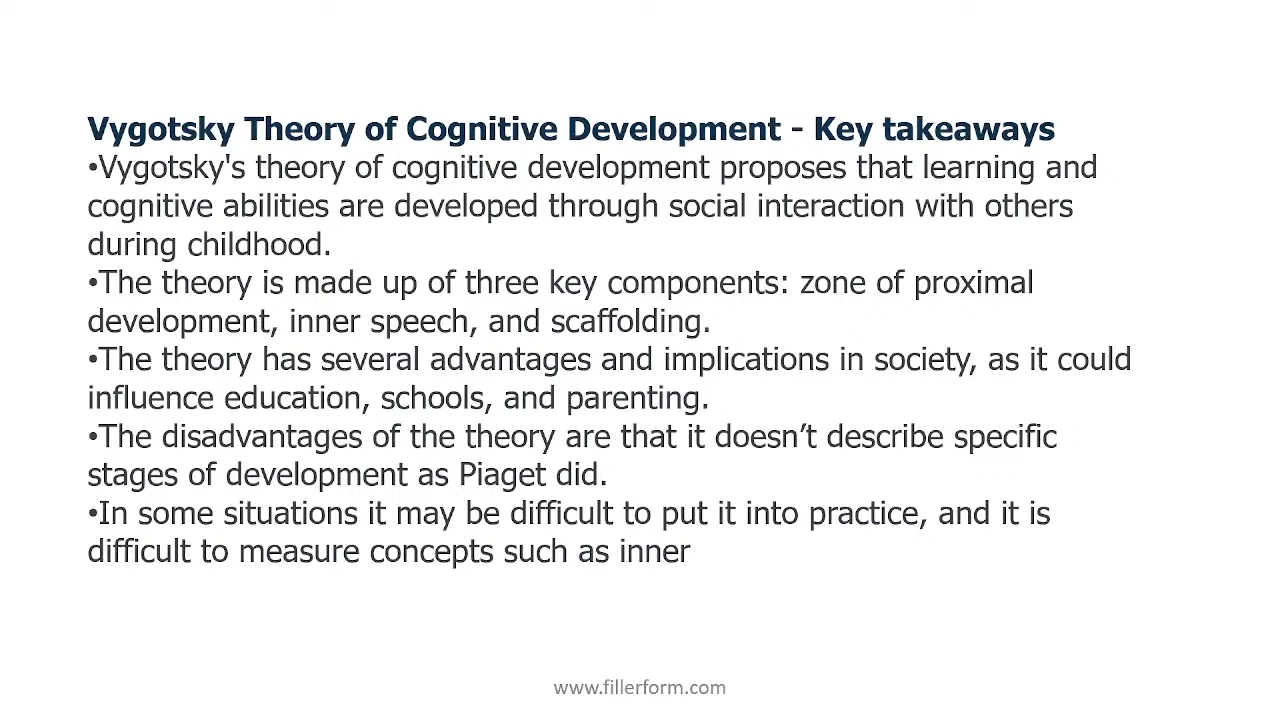 Vygotsky Theory of Cognitive Development - Key takeaways
•Vygotsky's theory of cognitive development proposes that learning and
cognitive abilities are developed through social interaction with others
during childhood.
•The theory is made up of three key components: zone of proximal
development, inner speech, and scaffolding.
•The theory has several advantages and implications in society, as it could
influence education, schools, and parenting.
•The disadvantages of the theory are that it doesn’t describe specific
stages of development as Piaget did.
•In some situations it may be difficult to put it into practice, and it is
difficult to measure concepts such as inner
www.fillerform.com